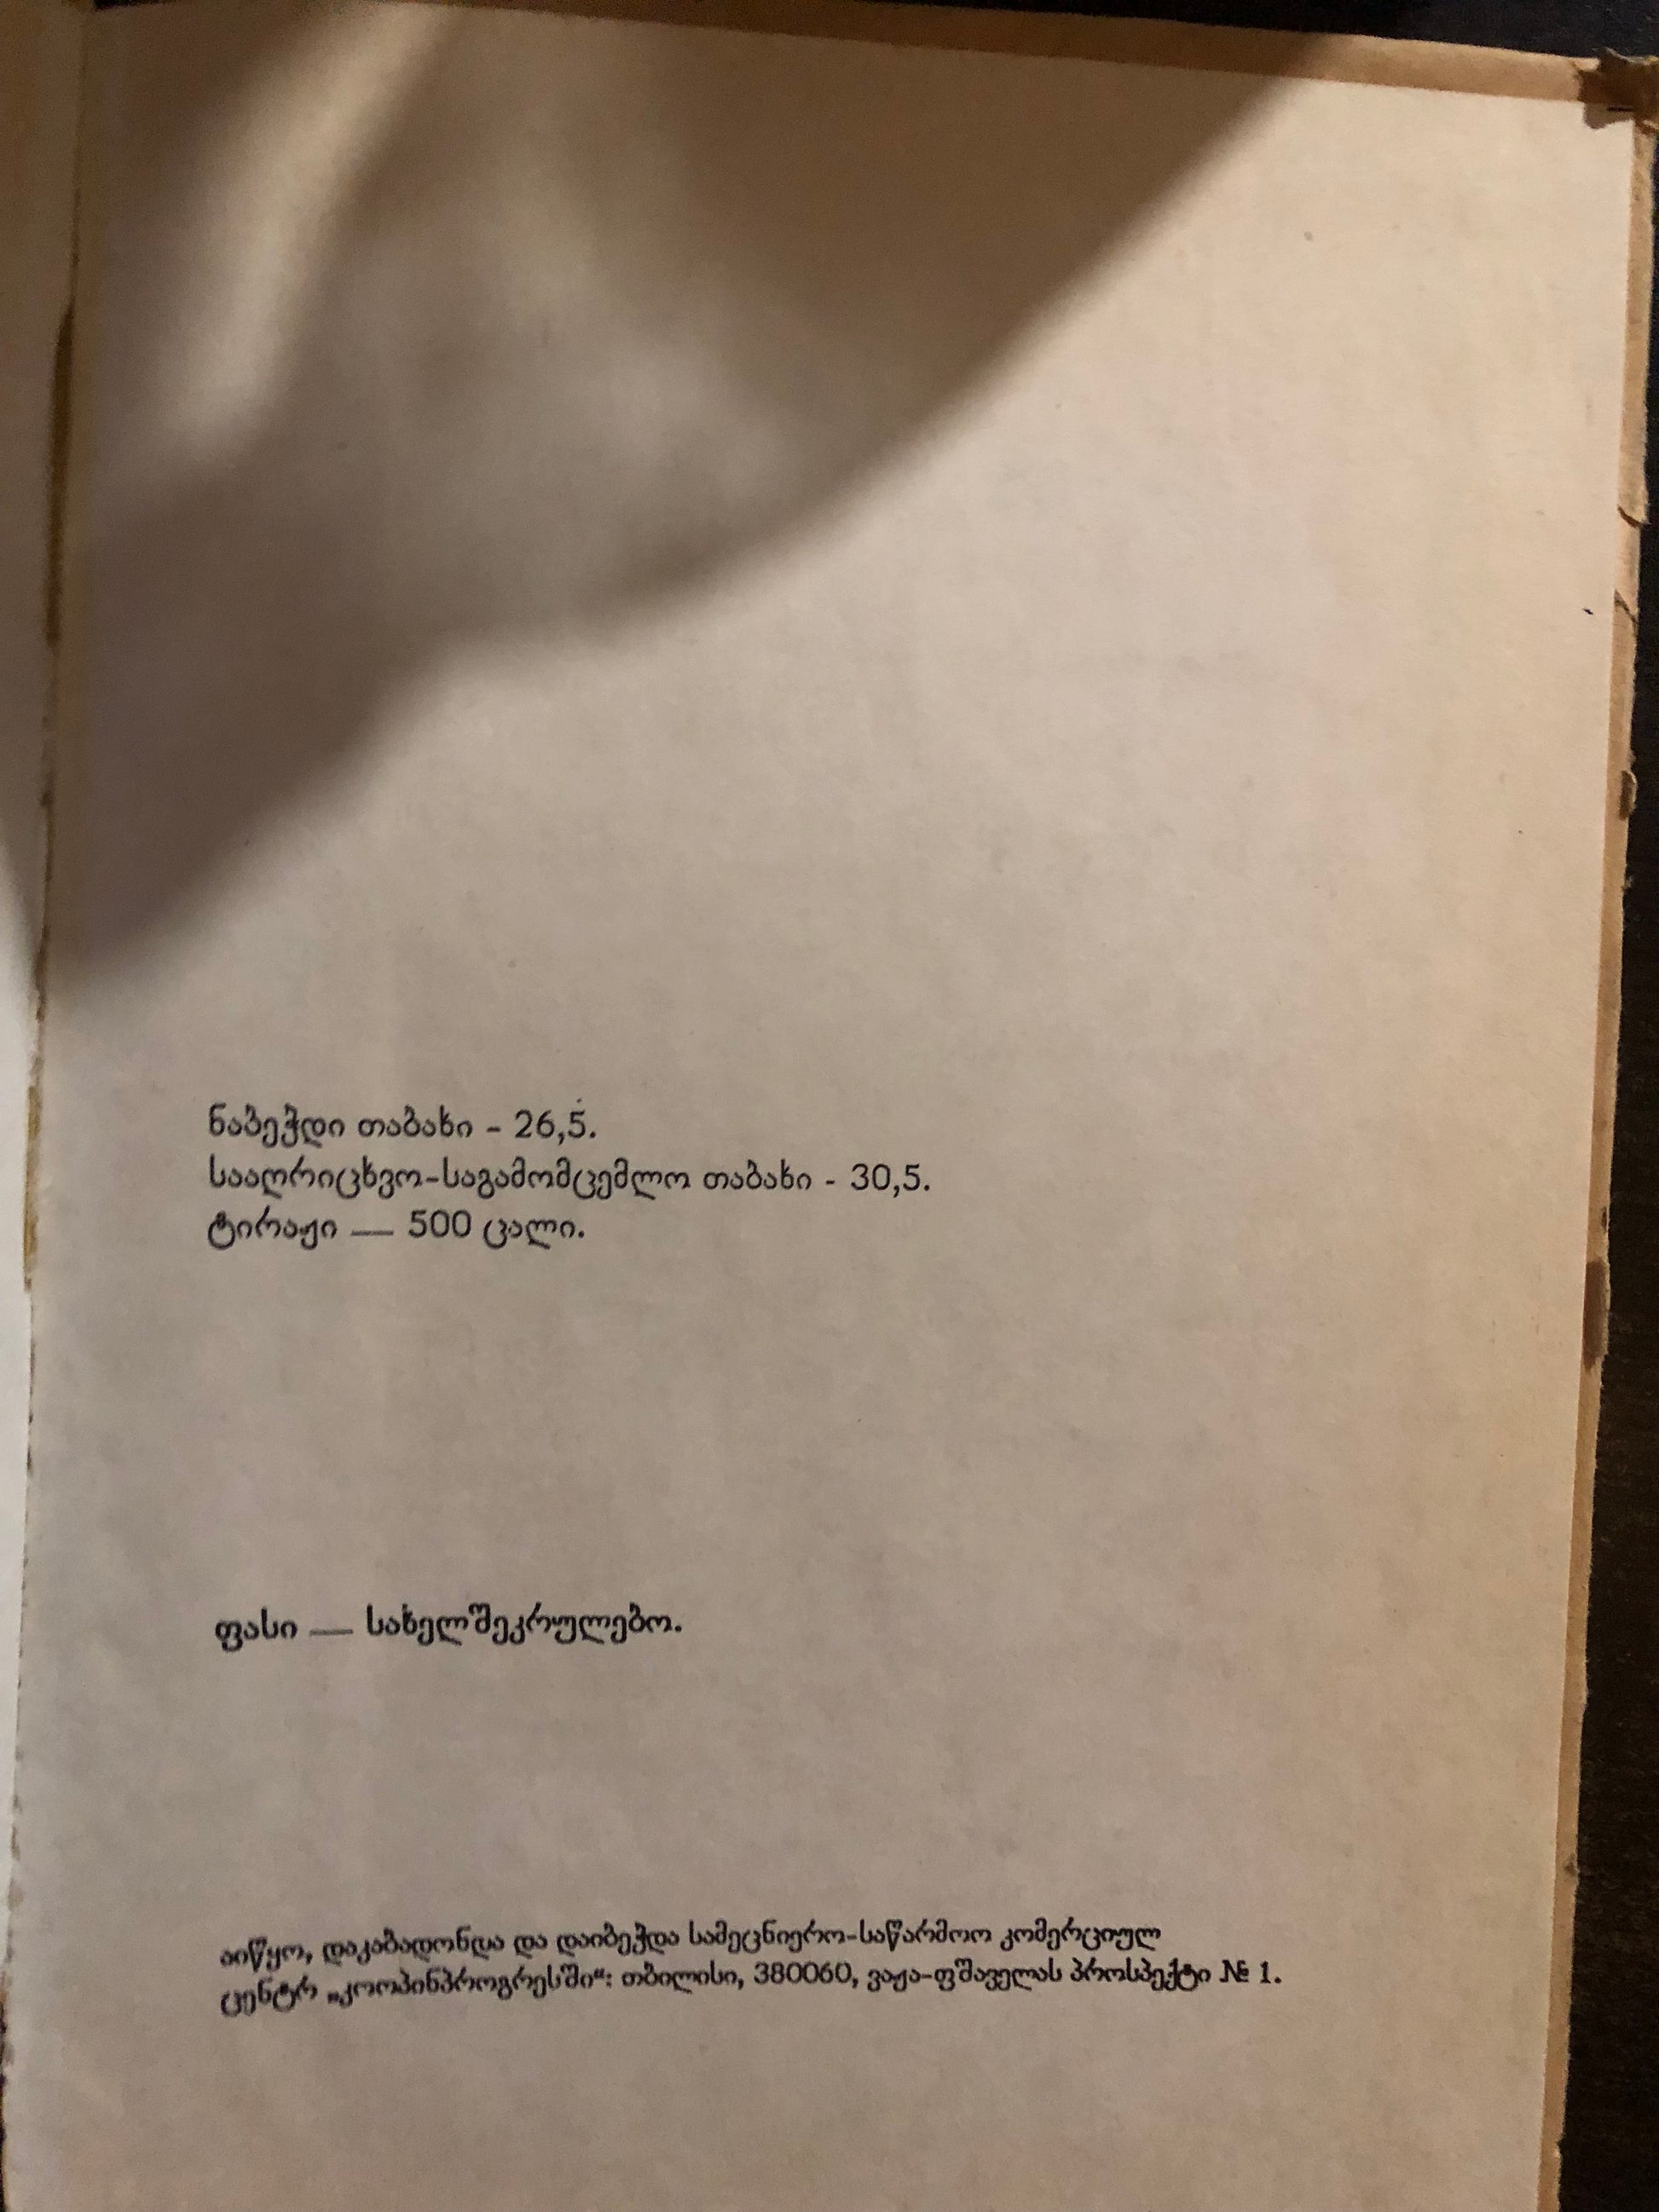 ნაბეჭდი თაბახი - 26,5.
სააღრიცხვო-საგამომცემლო თაბახი - 30,5.
ტირაჟი — 500 ცალი.
ფასი — სახელშეკრულებო.
აიწყო, დაკაბადონდა და დაიბეჭდა სამეცნიერო-საწარმოო კომერციულ
ცენტრ „კოოპინპროგრესში“: თბილისი, 380060, ვაჟა-ფშაველას პროსპექტი № 1.